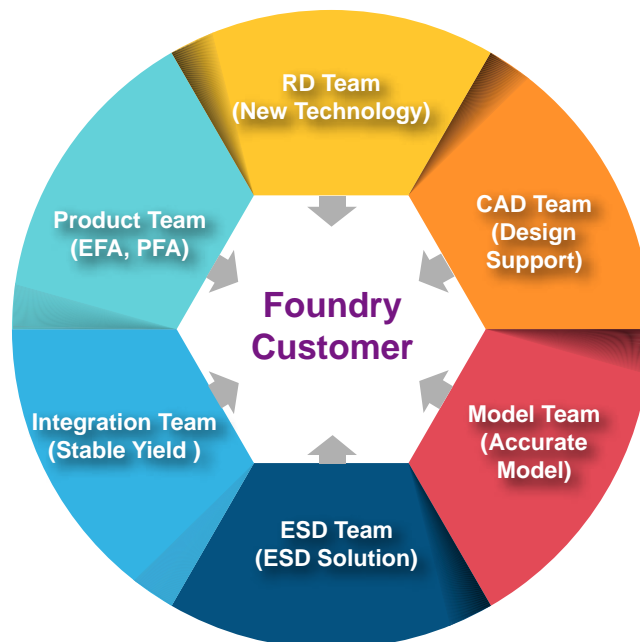 RD Team
(New Technology)
CAD Team
(Design
Support)
Product Team
(EFA, PFA)
Foundry
Customer
Model Team
(Accurate
Model)
Integration Team
(Stable Yield )
ESD Team
(ESD Solution)